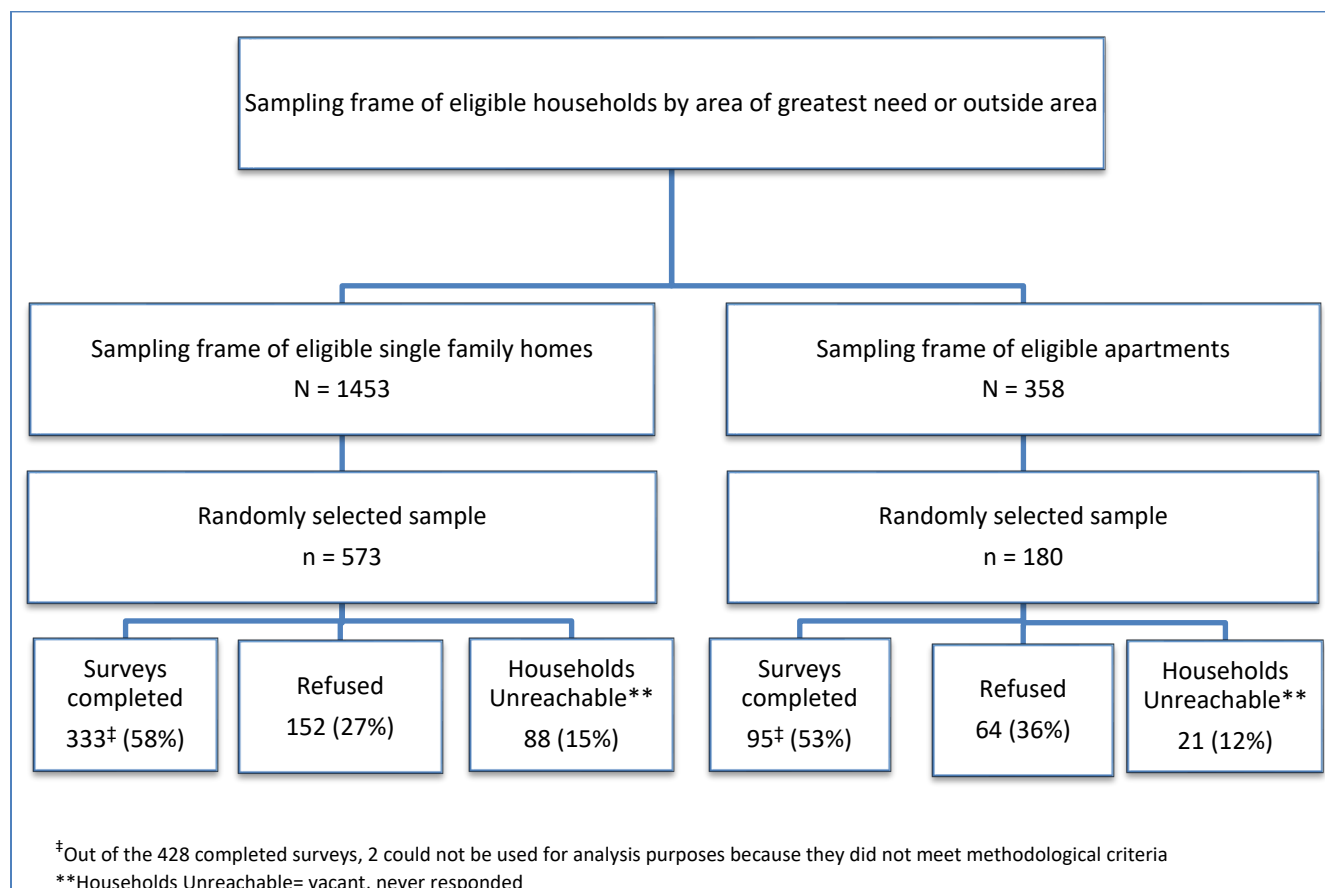 Sampling frame of eligible households by area of greatest need or outside area
Sampling frame of eligible single family homes
N = 1453
Sampling frame of eligible apartments
N = 358
Randomly selected sample
n = 573
Randomly selected sample
n = 180
Surveys
completed
333‡ (58%)
Refused
152 (27%)
Households
Unreachable**
88 (15%)
Surveys
completed
95‡ (53%)
Refused
64 (36%)
Households
Unreachable**
21 (12%)
‡Out of the 428 completed surveys, 2 could not be used for analysis purposes because they did not meet methodological criteria
**Households Unreachable= vacant, never responded